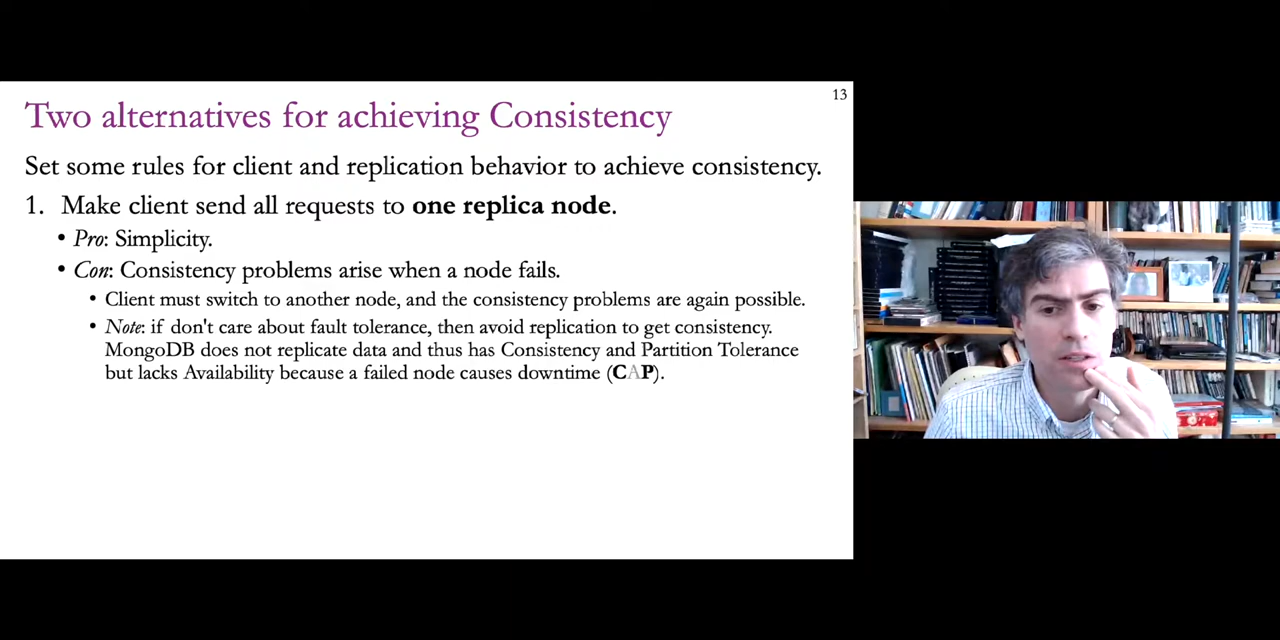 13
Two alternatives for achieving Consistency
Set some rules for client and replication behavior to achieve consistency.
1. Make client send all requests to one replica node.
• Pro: Simplicity.
• Con: Consistency problems arise when a node fails.
• Client must switch to another node, and the consistency problems are again possible.
• Note: if don't care about fault tolerance, then avoid replication to get consistency.
MongoDB does not replicate data and thus has Consistency and Partition Tolerance
but lacks Availability because a failed node causes downtime (CAP).